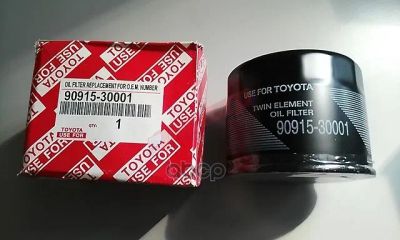 TOYOTA
USE FOR
OIL FILTER REPLACEMENT FOR O.E.M. NUMBER
90915-30001
QTY:
1
TOYOTA
USE FOR
USE FOR TOYOTA
TWIN ELEMENT
OIL FILTER
90915-30001